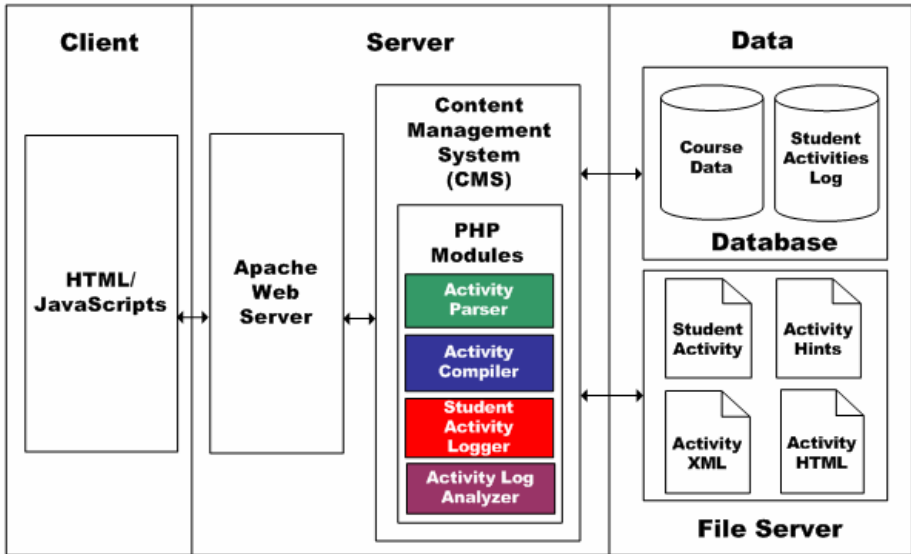 Client
Server
Data
HTML/
JavaScripts
Apache
Web
Server
Content
Management
System
(CMS)
PHP
Modules
Activity
Parser
Activity
Compiler
Student
Activity
Logger
Activity Log
Analyzer
Course
Data
Student
Activities
Log
Database
Student
Activity
Activity
Hints
Activity
XML
Activity
HTML
File Server